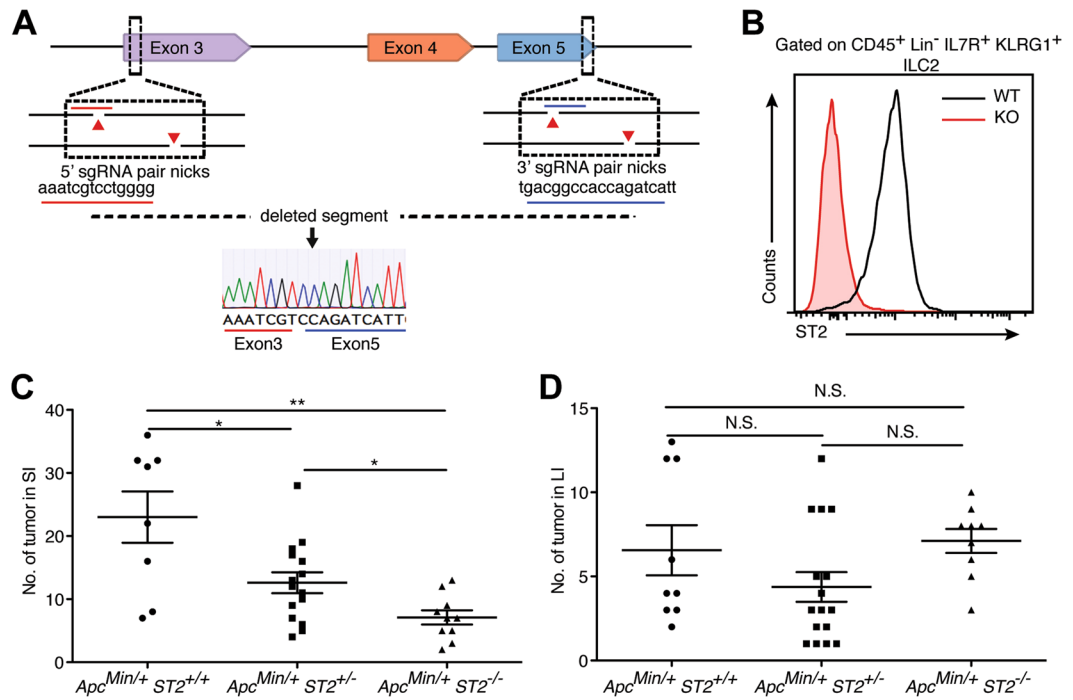 A
Exon 3
Exon 4
Exon 5
5’ sgRNA pair nicks
aaatcgtcctgggg
3’ sgRNA pair nicks
tgacggccaccagatcatt
deleted segment
AAATCGTCCAGATCATT
Exon3
Exon5
B
Gated on CD45+ Lin- IL7R+ KLRG1+
ILC2
WT
KO
Counts
ST2
C
No. of tumor in SI
40
30
20
10
0
**
*
*
ApcMin/+ ST2+/+
ApcMin/+ ST2+/-
ApcMin/+ ST2-/-
D
No. of tumor in LI
15
10
5
0
N.S.
N.S.
N.S.
ApcMin/+ ST2+/+
ApcMin/+ ST2+/-
ApcMin/+ ST2-/-